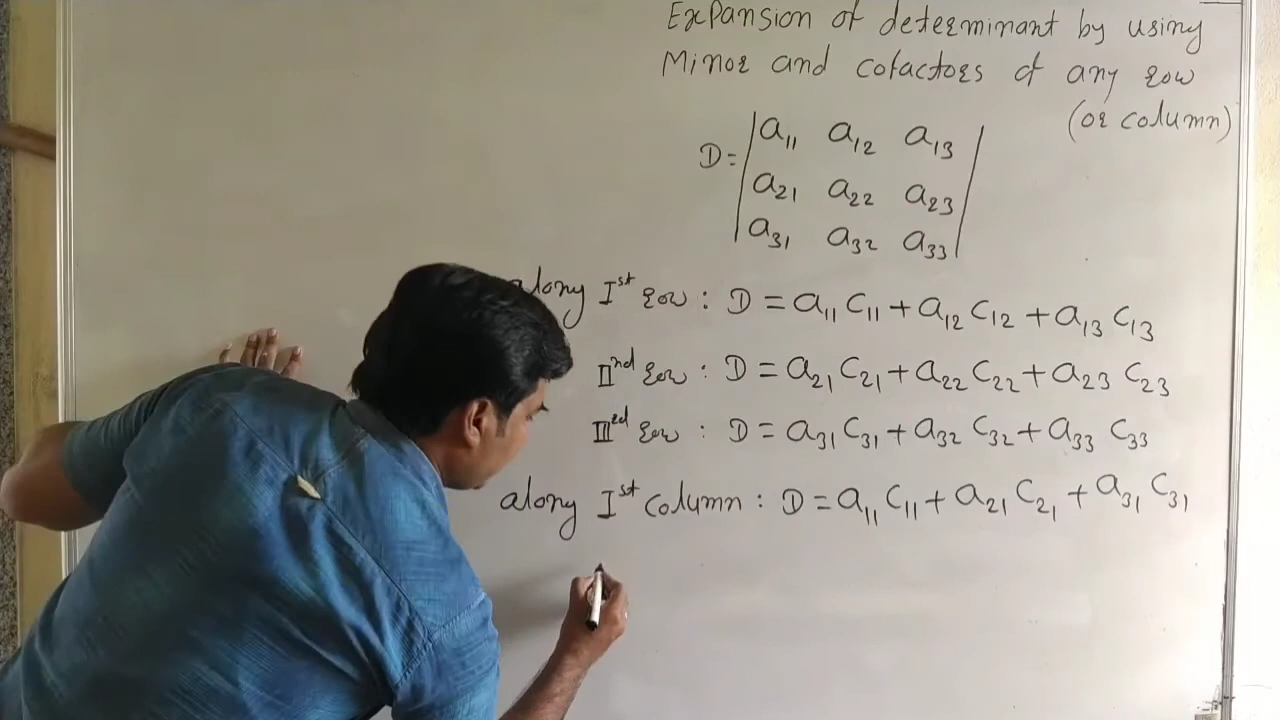 Expansion of determinant by using
Minor and cofactors of any row
(or column)
D = | a₁₁ a₁₂ a₁₃ |
| a₂₁ a₂₂ a₂₃ |
| a₃₁ a₃₂ a₃₃ |
along Iˢᵗ row : D = a₁₁ c₁₁ + a₁₂ c₁₂ + a₁₃ c₁₃
IIⁿᵈ row : D = a₂₁ c₂₁ + a₂₂ c₂₂ + a₂₃ c₂₃
IIIʳᵈ row : D = a₃₁ c₃₁ + a₃₂ c₃₂ + a₃₃ c₃₃
along Iˢᵗ column : D = a₁₁ c₁₁ + a₂₁ c₂₁ + a₃₁ c₃₁